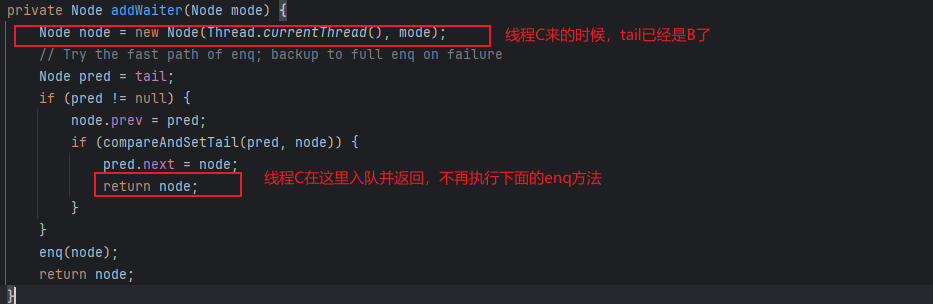 private Node addWaiter(Node mode) {
    Node node = new Node(Thread.currentThread(), mode);
线程C来的时候，tail已经是B了
    // Try the fast path of enq; backup to full enq on failure
    Node pred = tail;
    if (pred != null) {
        node.prev = pred;
        if (compareAndSetTail(pred, node)) {
            pred.next = node;
            return node;
线程C在这里入队并返回，不再执行下面的enq方法
        }
    }
    enq(node);
    return node;
}